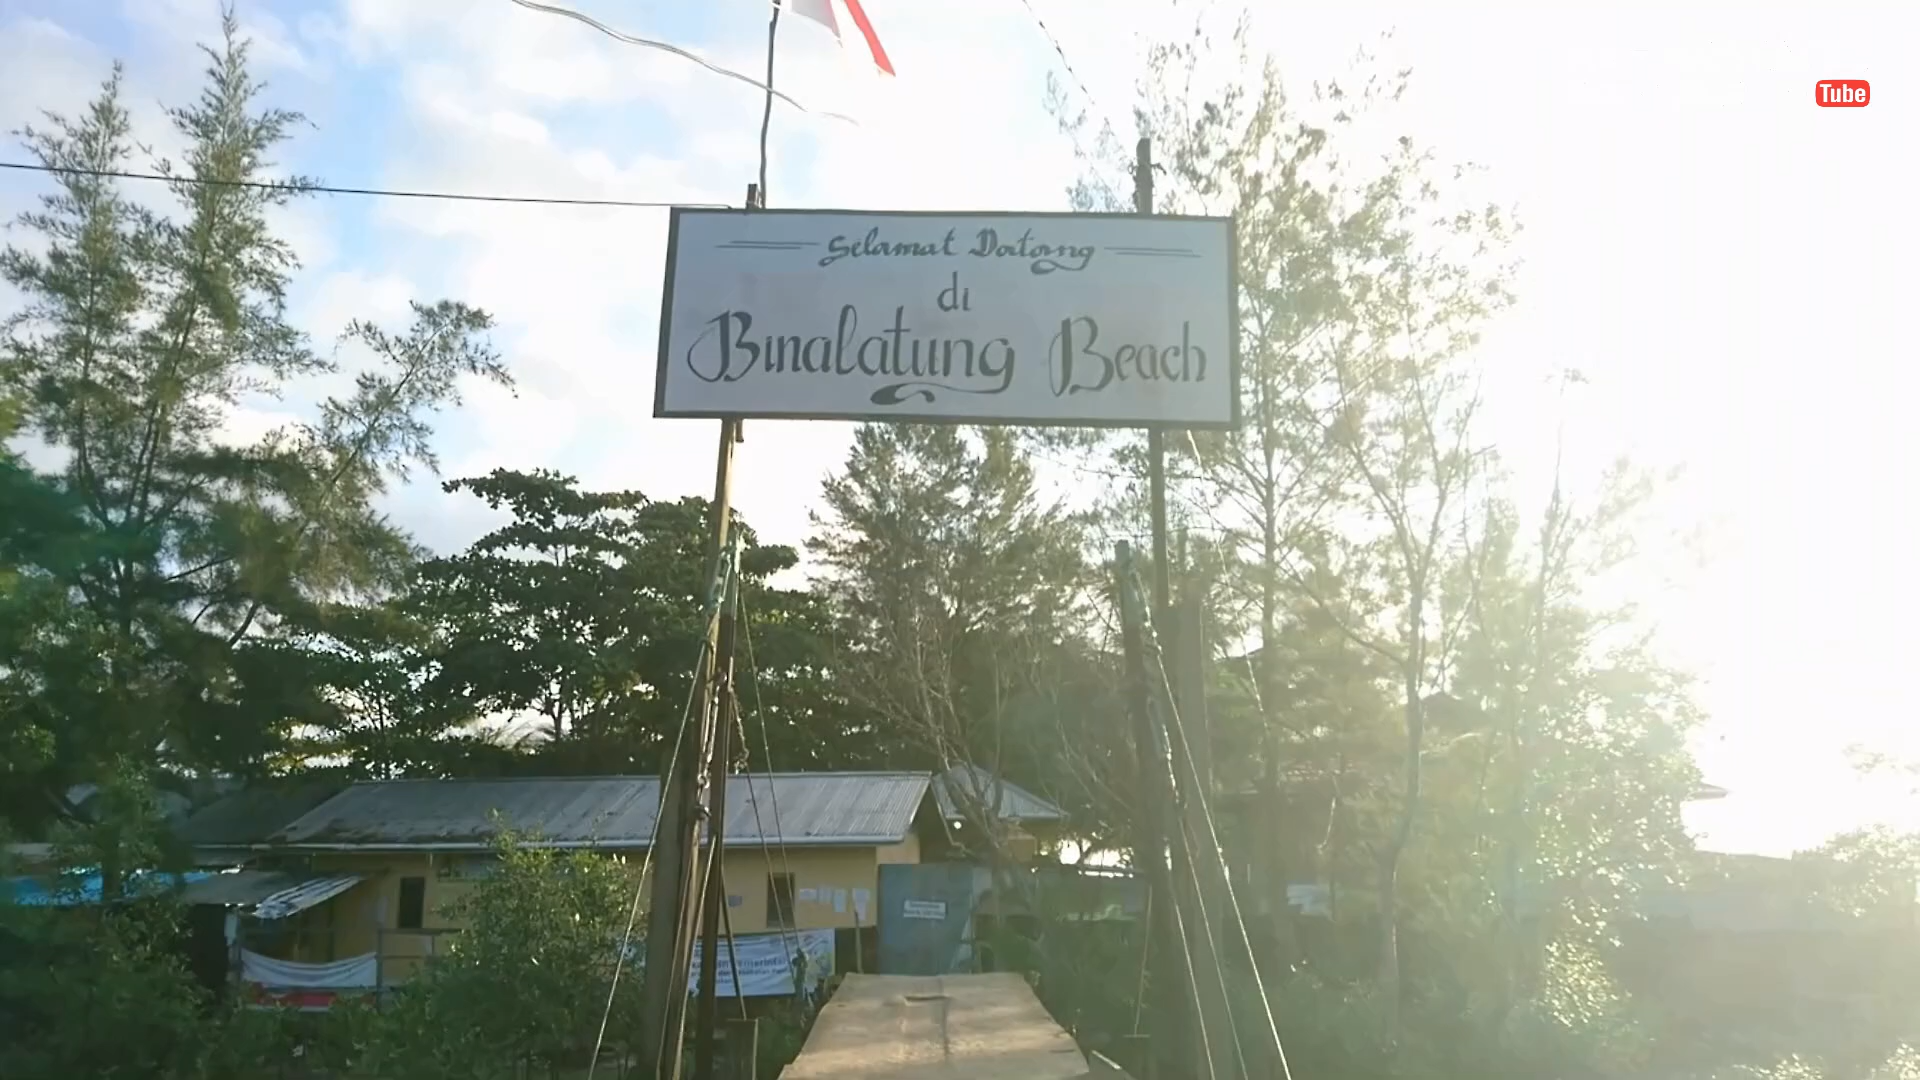 Tube
Selamat Datang
di
Binalatung Beach